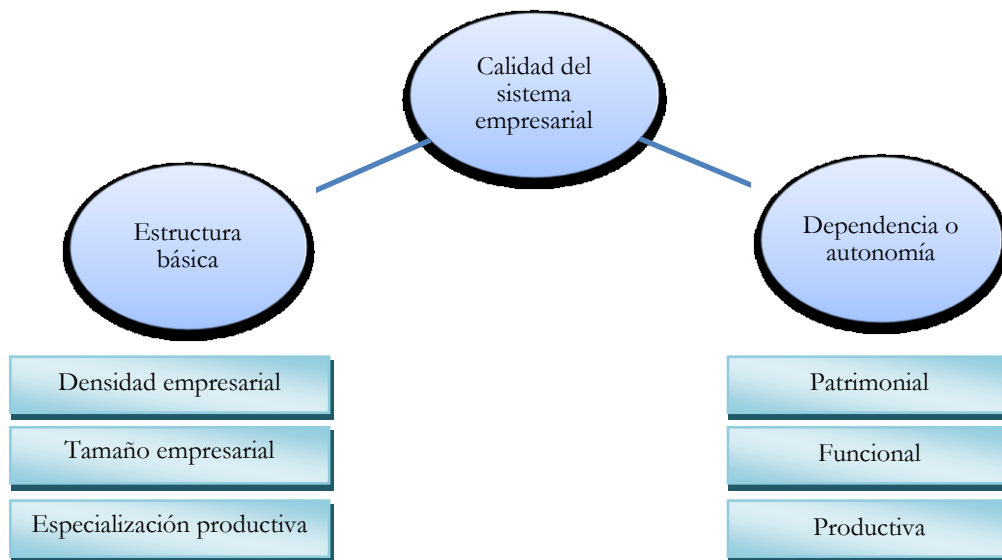 Calidad del
sistema
empresarial
Estructura
básica
Dependencia o
autonomía
Densidad empresarial
Tamaño empresarial
Especialización productiva
Patrimonial
Funcional
Productiva